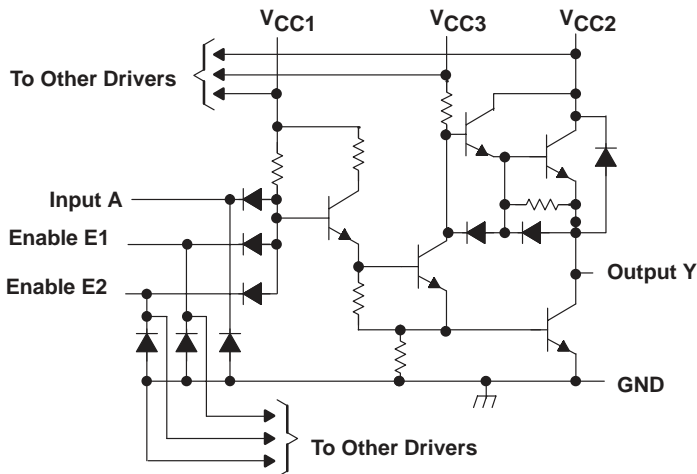 VCC1
VCC3
VCC2
To Other Drivers
Input A
Enable E1
Enable E2
Output Y
GND
To Other Drivers